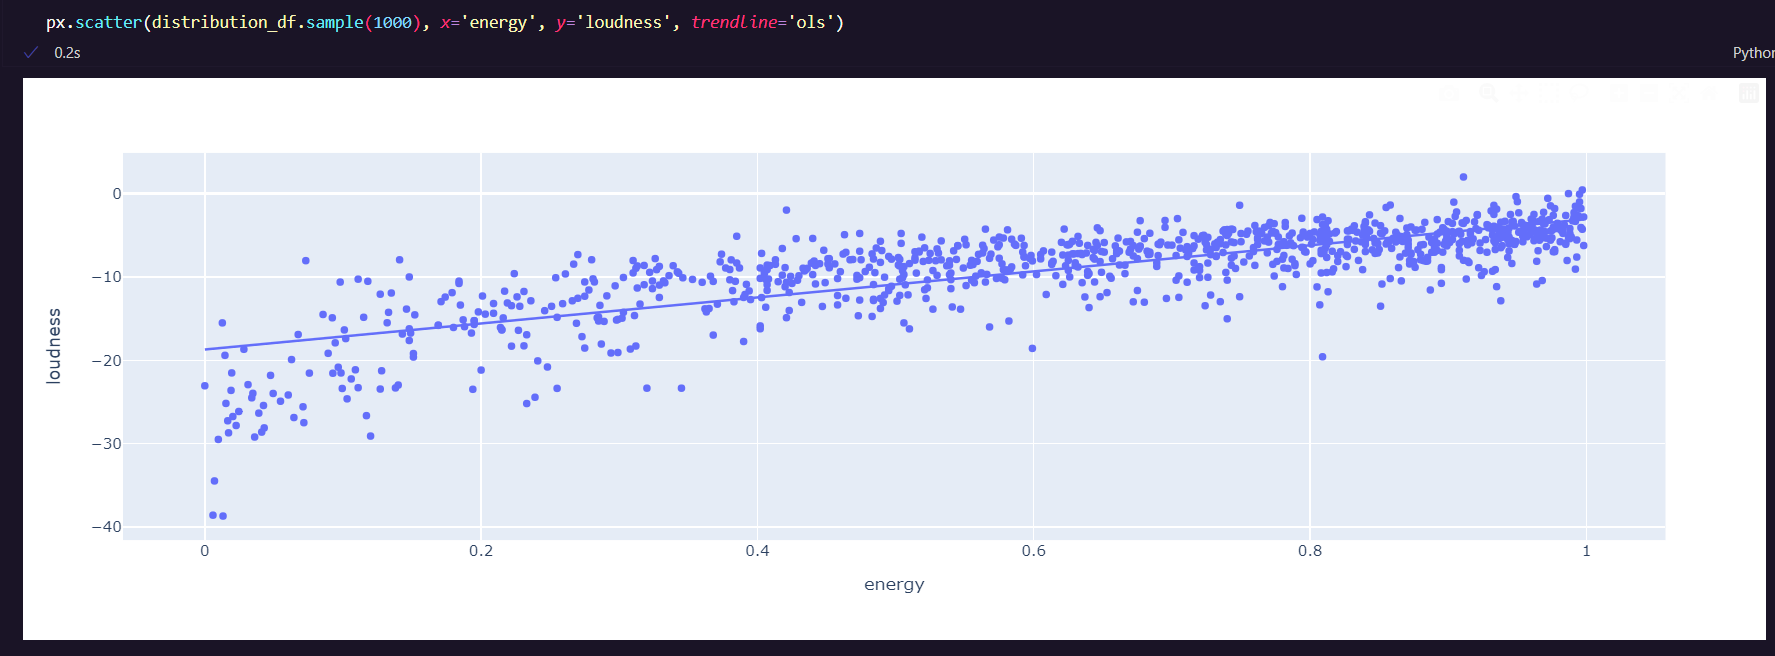 px.scatter(distribution_df.sample(1000), x='energy', y='loudness', trendline='ols')
0.2s
Python
0
−10
−20
−30
−40
loudness
0 0.2 0.4 0.6 0.8 1
energy